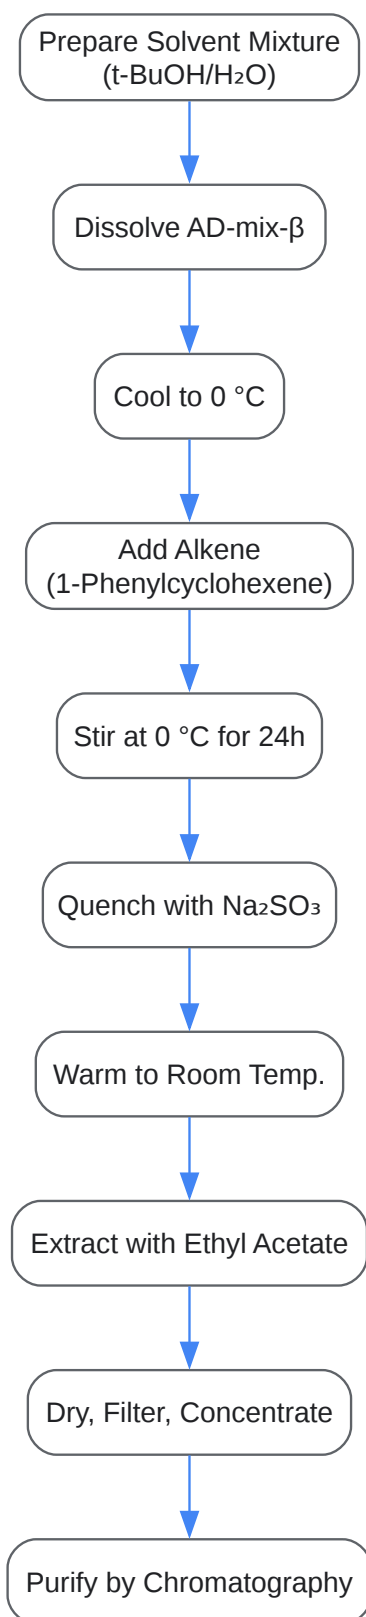 Prepare Solvent Mixture
(t-BuOH/H₂O)
Dissolve AD-mix-β
Cool to 0 °C
Add Alkene
(1-Phenylcyclohexene)
Stir at 0 °C for 24h
Quench with Na₂SO₃
Warm to Room Temp.
Extract with Ethyl Acetate
Dry, Filter, Concentrate
Purify by Chromatography